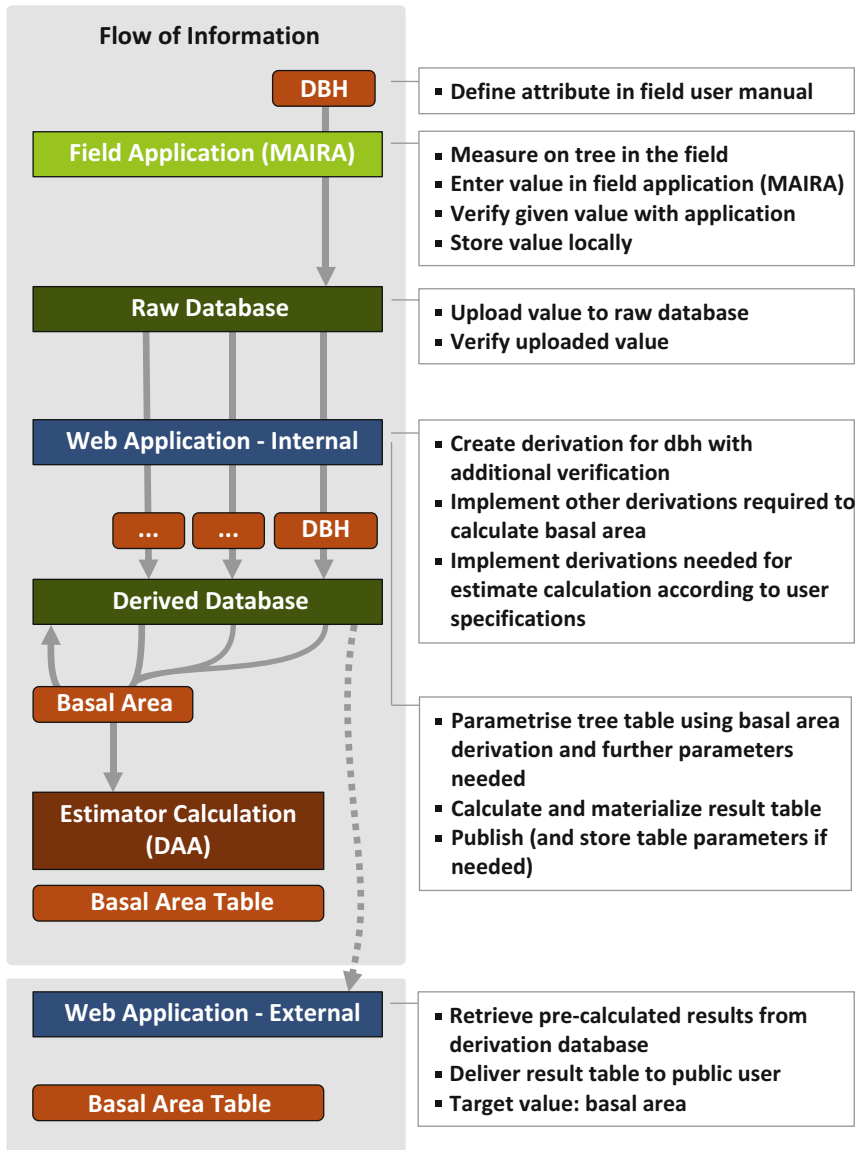 Flow of Information
DBH
▪ Define attribute in field user manual
Field Application (MAIRA)
▪ Measure on tree in the field
▪ Enter value in field application (MAIRA)
▪ Verify given value with application
▪ Store value locally
Raw Database
▪ Upload value to raw database
▪ Verify uploaded value
Web Application - Internal
▪ Create derivation for dbh with
additional verification
▪ Implement other derivations required to
calculate basal area
▪ Implement derivations needed for
estimate calculation according to user
specifications
...
...
DBH
Derived Database
Basal Area
▪ Parametrise tree table using basal area
derivation and further parameters
needed
▪ Calculate and materialize result table
▪ Publish (and store table parameters if
needed)
Estimator Calculation
(DAA)
Basal Area Table
Web Application - External
▪ Retrieve pre-calculated results from
derivation database
▪ Deliver result table to public user
▪ Target value: basal area
Basal Area Table